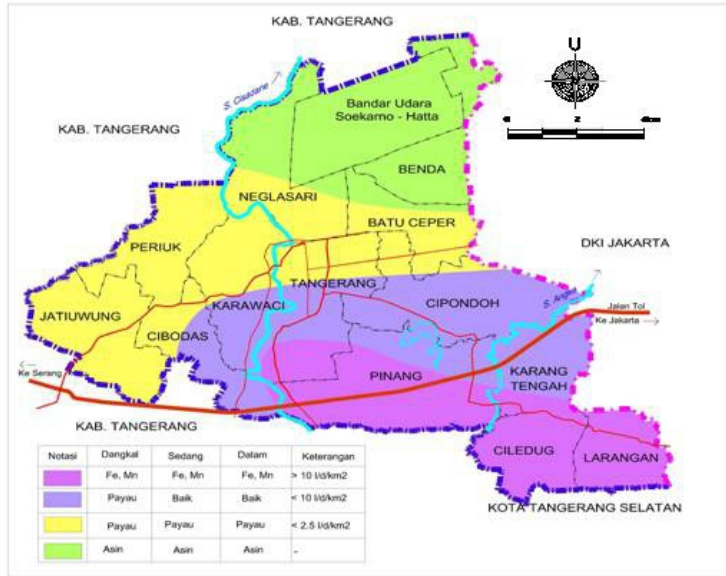 KAB. TANGERANG
U
S. Cisadane
KAB. TANGERANG
Bandar Udara
Soekarno - Hatta
BENDA
NEGLASARI
BATU CEPER
PERIUK
DKI JAKARTA
TANGERANG
S. Angke
JATIUWUNG
KARAWACI
CIPONDOH
Jalan Tol
CIBODAS
Ke Jakarta
Ke Serang
PINANG
KARANG
TENGAH
KAB. TANGERANG
CILEDUG
LARANGAN
KOTA TANGERANG SELATAN
Notasi Dangkal Sedang Dalam Keterangan
Fe, Mn Fe, Mn Fe, Mn > 10 l/d/km2
Payau Baik Baik < 10 l/d/km2
Payau Payau Payau < 2.5 l/d/km2
Asin Asin Asin -